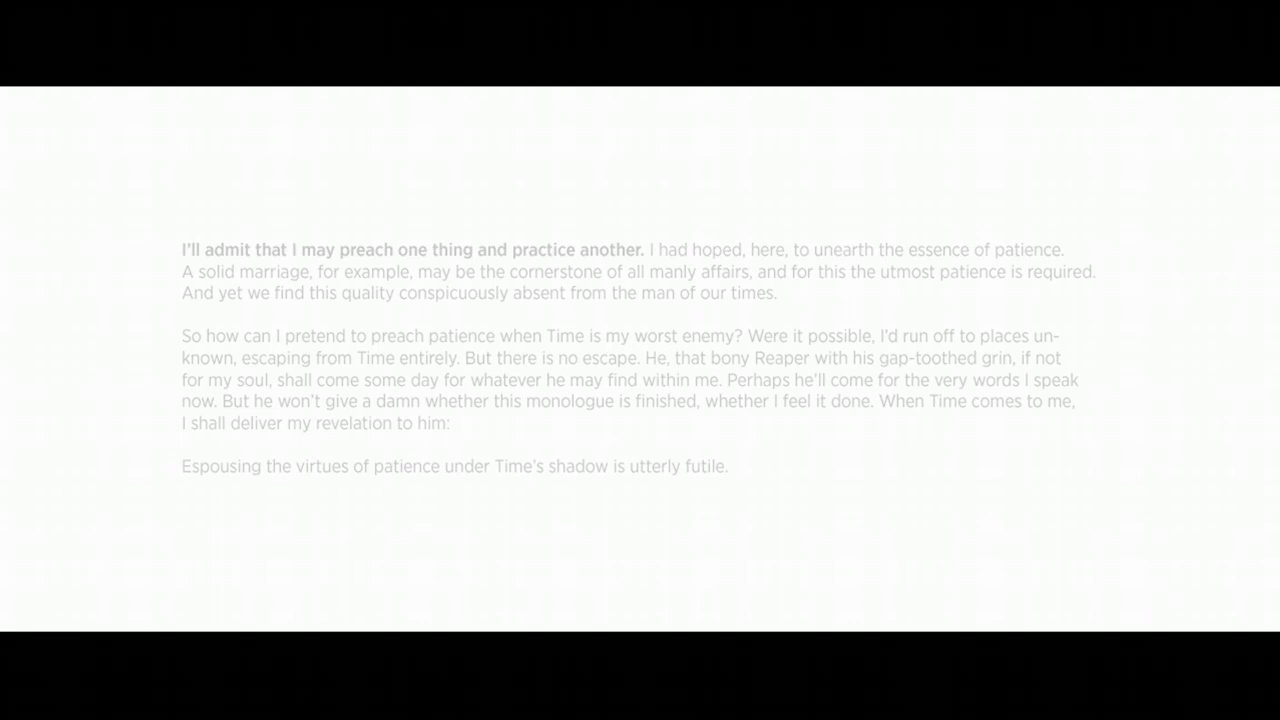 I'll admit that I may preach one thing and practice another. I had hoped, here, to unearth the essence of patience.
A solid marriage, for example, may be the cornerstone of all manly affairs, and for this the utmost patience is required.
And yet we find this quality conspicuously absent from the man of our times.
So how can I pretend to preach patience when Time is my worst enemy? Were it possible, I'd run off to places un-
known, escaping from Time entirely. But there is no escape. He, that bony Reaper with his gap-toothed grin, if not
for my soul, shall come some day for whatever he may find within me. Perhaps he'll come for the very words I speak
now. But he won't give a damn whether this monologue is finished, whether I feel it done. When Time comes to me,
I shall deliver my revelation to him:
Espousing the virtues of patience under Time's shadow is utterly futile.